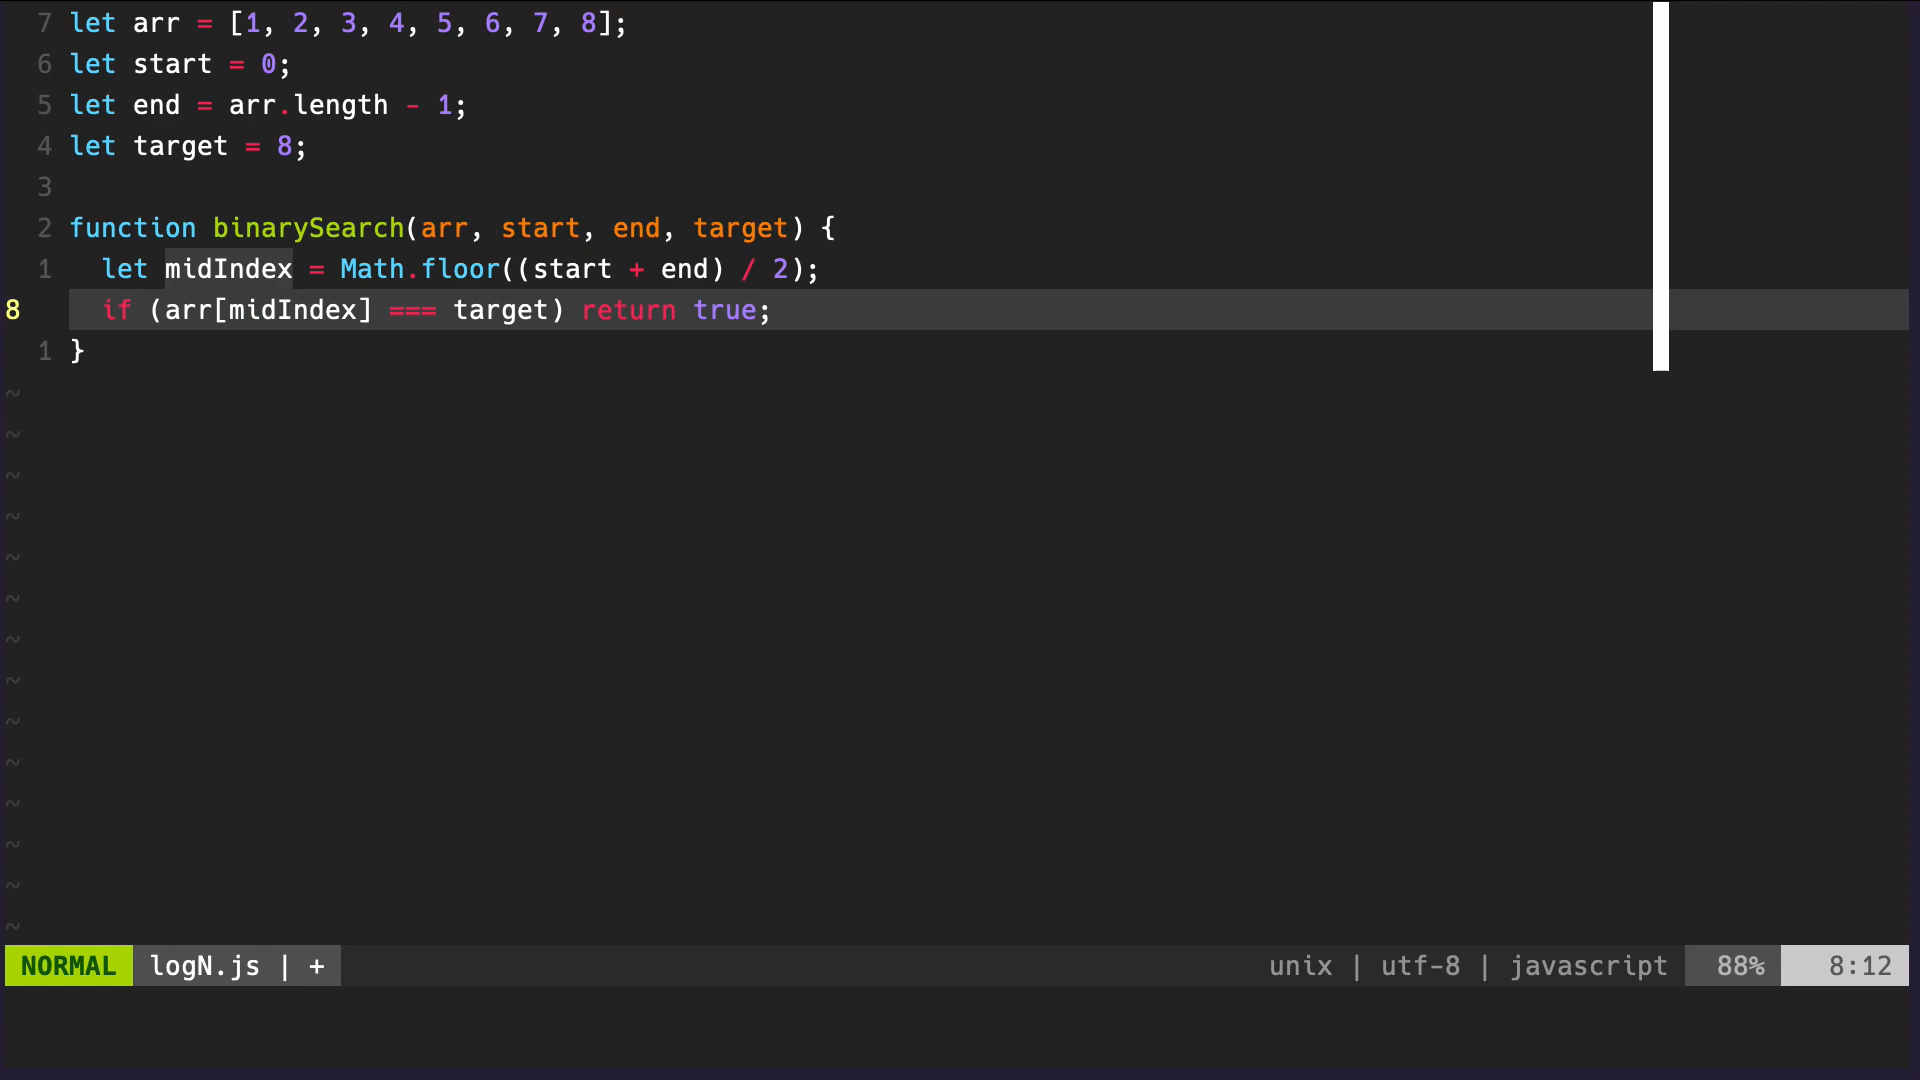 7 let arr = [1, 2, 3, 4, 5, 6, 7, 8];
6 let start = 0;
5 let end = arr.length - 1;
4 let target = 8;
3
2 function binarySearch(arr, start, end, target) {
1   let midIndex = Math.floor((start + end) / 2);
8   if (arr[midIndex] === target) return true;
1 }
~
~
~
~
~
~
~
~
~
~
~
~
~
~
NORMAL logN.js | + unix | utf-8 | javascript 88% 8:12